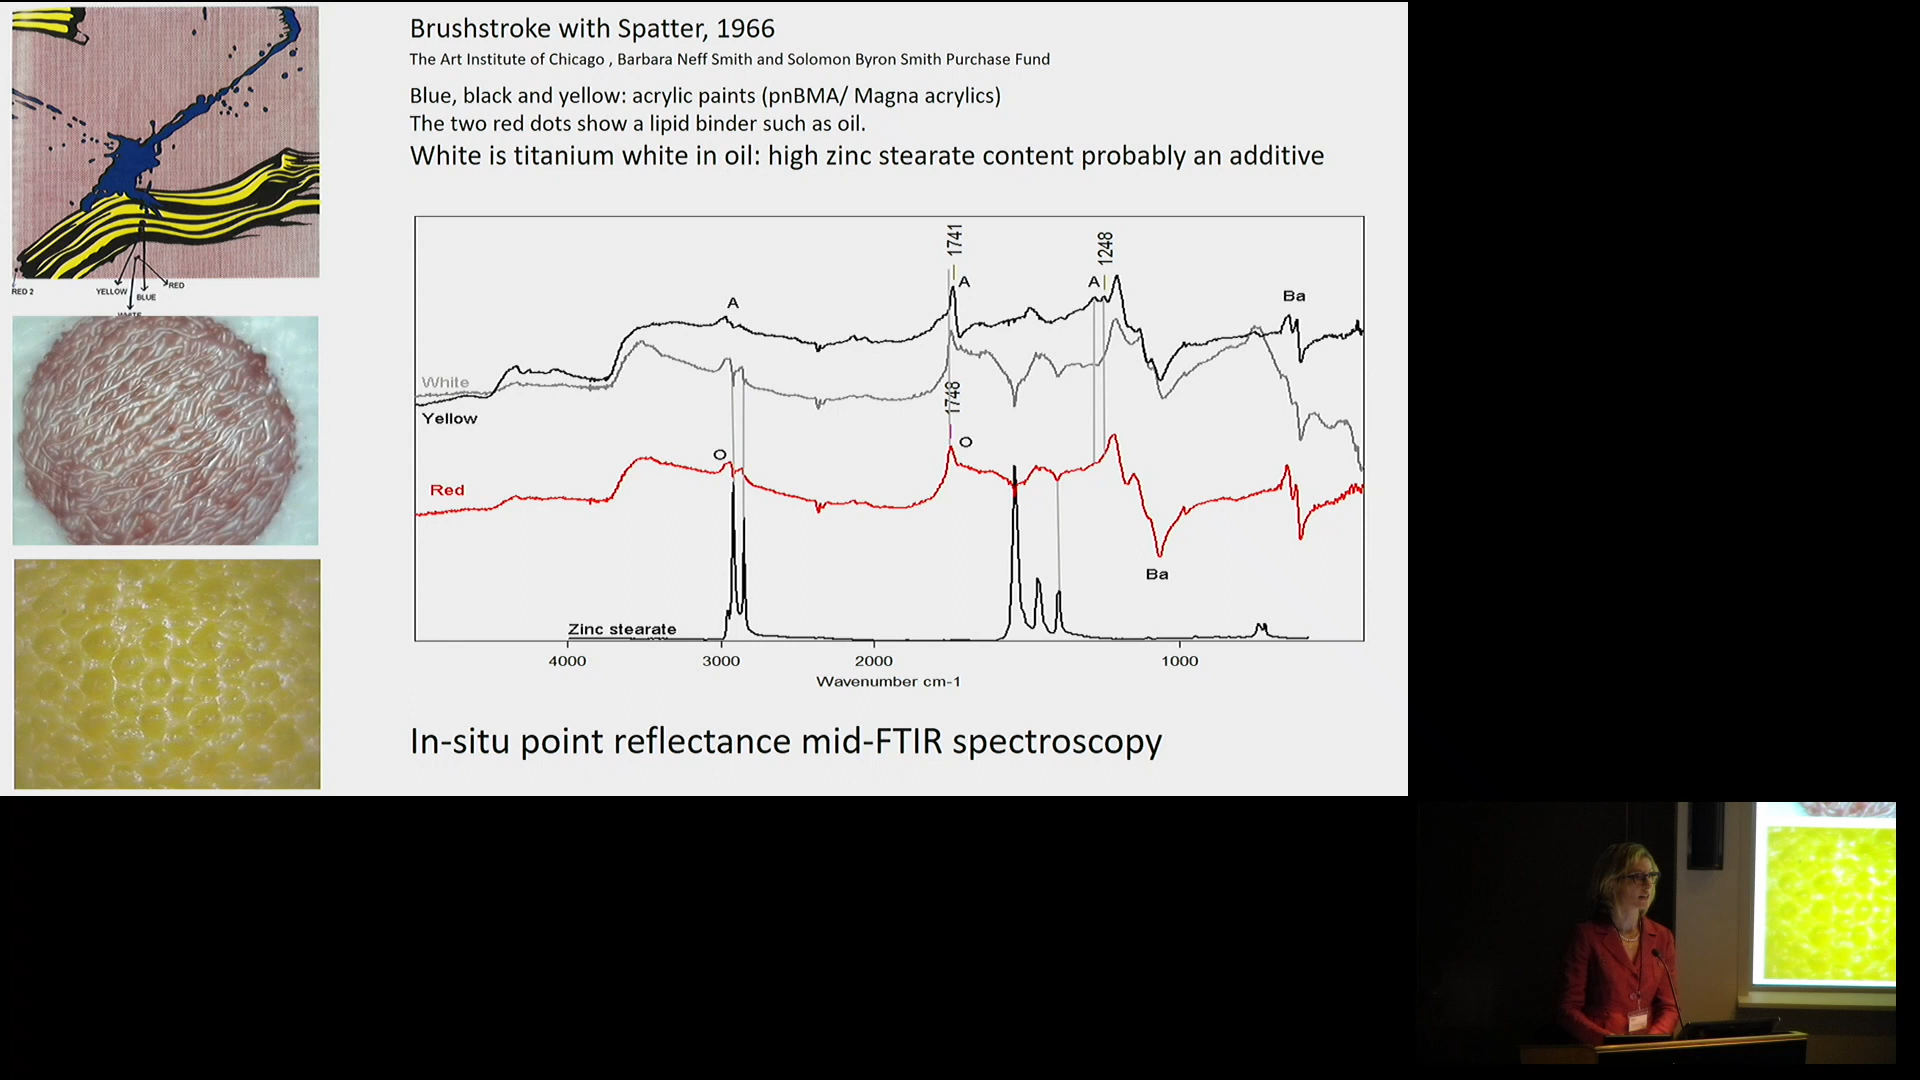 Brushstroke with Spatter, 1966
The Art Institute of Chicago , Barbara Neff Smith and Solomon Byron Smith Purchase Fund
Blue, black and yellow: acrylic paints (pnBMA/ Magna acrylics)
The two red dots show a lipid binder such as oil.
White is titanium white in oil: high zinc stearate content probably an additive
RED 2
YELLOW
BLUE
RED
WHITE
1741
1248
A
A
A
Ba
White
1748
Yellow
O
O
Red
Ba
Zinc stearate
4000
3000
2000
1000
Wavenumber cm-1
In-situ point reflectance mid-FTIR spectroscopy